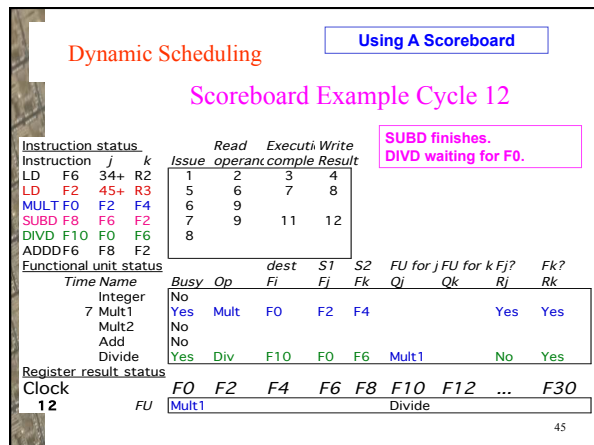 Using A Scoreboard
Dynamic Scheduling
Scoreboard Example Cycle 12
SUBD finishes.
DIVD waiting for F0.
Instruction status Read Executi Write
Instruction j k Issue operanc comple Result
LD F6 34+ R2 1 2 3 4
LD F2 45+ R3 5 6 7 8
MULT F0 F2 F4 6 9
SUBD F8 F6 F2 7 9 11 12
DIVD F10 F0 F6 8
ADDD F6 F8 F2
Functional unit status dest S1 S2 FU for j FU for k Fj? Fk?
Time Name Busy Op Fi Fj Fk Qj Qk Rj Rk
Integer No
7 Mult1 Yes Mult F0 F2 F4 Yes Yes
Mult2 No
Add No
Divide Yes Div F10 F0 F6 Mult1 No Yes
Register result status
Clock F0 F2 F4 F6 F8 F10 F12 ... F30
12 FU Mult1 Divide
45